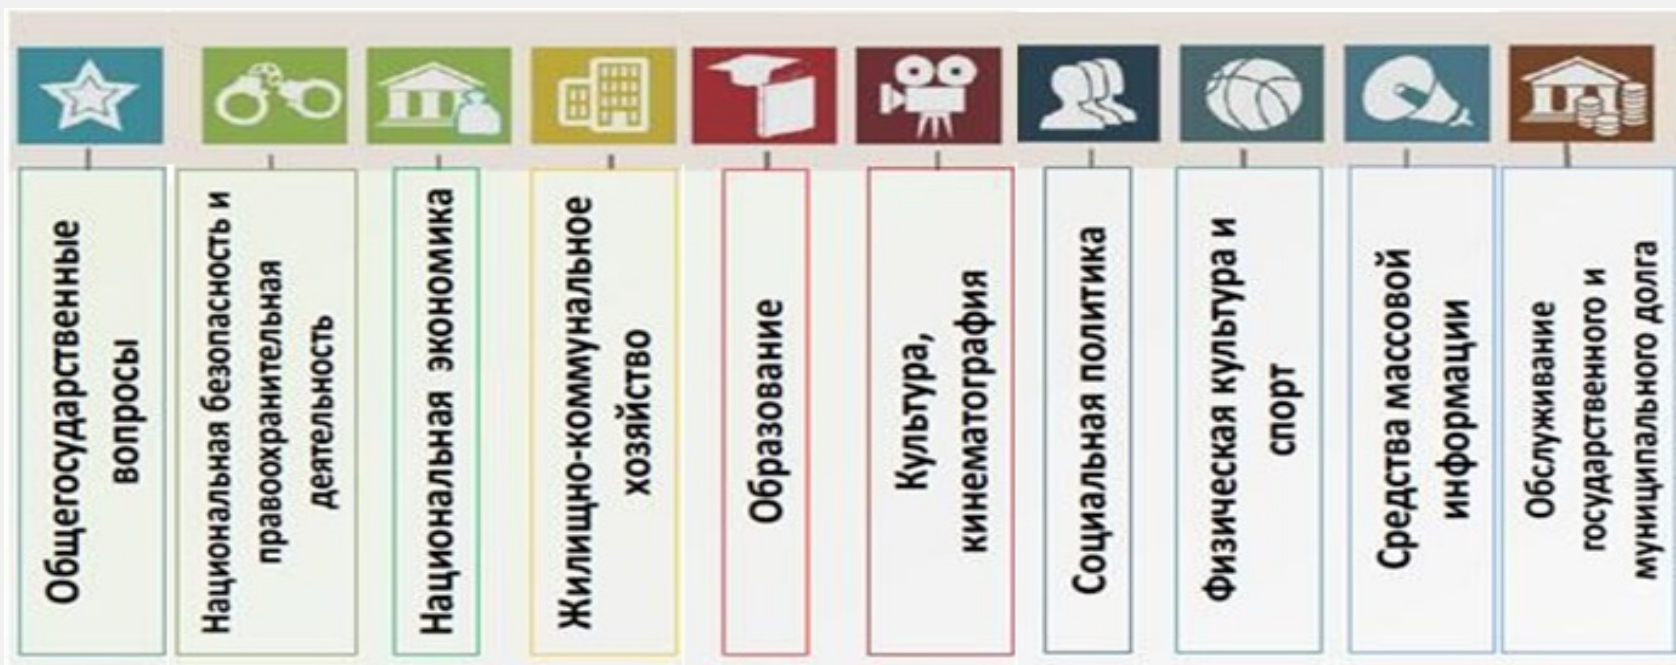 Общегосударственные
вопросы
Национальная безопасность и
правоохранительная
деятельность
Национальная экономика
Жилищно-коммунальное
хозяйство
Образование
Культура,
кинематография
Социальная политика
Физическая культура и
спорт
Средства массовой
информации
Обслуживание
государственного и
муниципального долга